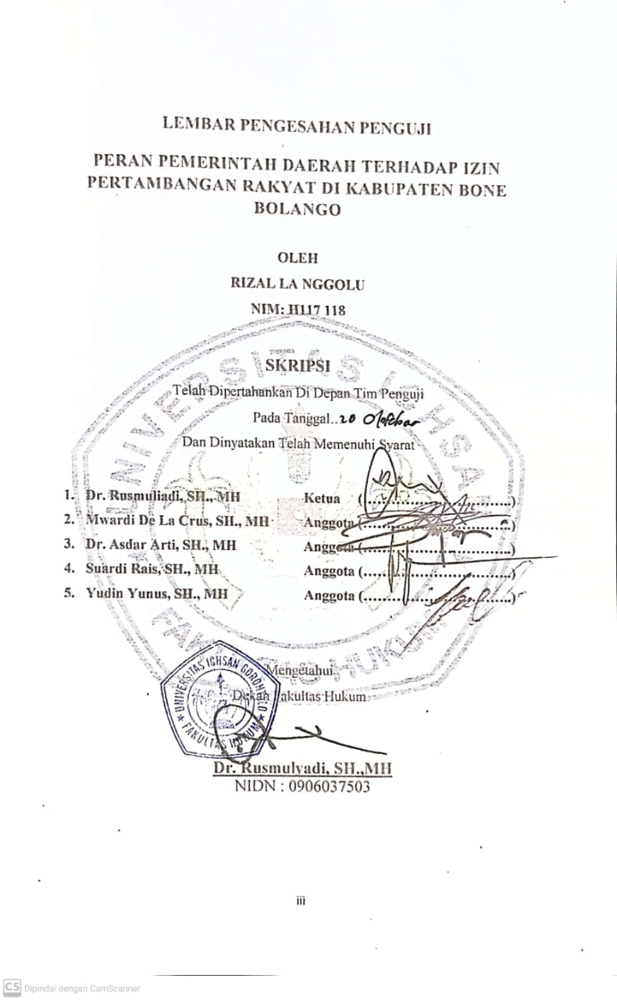 LEMBAR PENGESAHAN PENGUJI
PERAN PEMERINTAH DAERAH TERHADAP IZIN
PERTAMBANGAN RAKYAT DI KABUPATEN BONE
BOLANGO
OLEH
RIZAL LA NGGOLU
NIM: H117 118
UNIVERSITAS ICHSAN
SKRIPSI
Telah Dipertahankan Di Depan Tim Penguji
Pada Tanggal..20 Oktober
Dan Dinyatakan Telah Memenuhi Syarat
1. Dr. Rusmuliadi, SH., MH Ketua (....................................)
2. Mwardi De La Crus, SH., MH Anggota (....................................)
3. Dr. Asdar Arti, SH., MH Anggota (....................................)
4. Suardi Rais, SH., MH Anggota (....................................)
5. Yudin Yunus, SH., MH Anggota (....................................)
FAKULTAS HUKUM
Mengetahui
Dekan Fakultas Hukum
UNIVERSITAS ICHSAN GORONTALO
FAKULTAS HUKUM
Dr. Rusmulyadi, SH.,MH
NIDN : 0906037503
iii
CS Dipindai dengan CamScanner